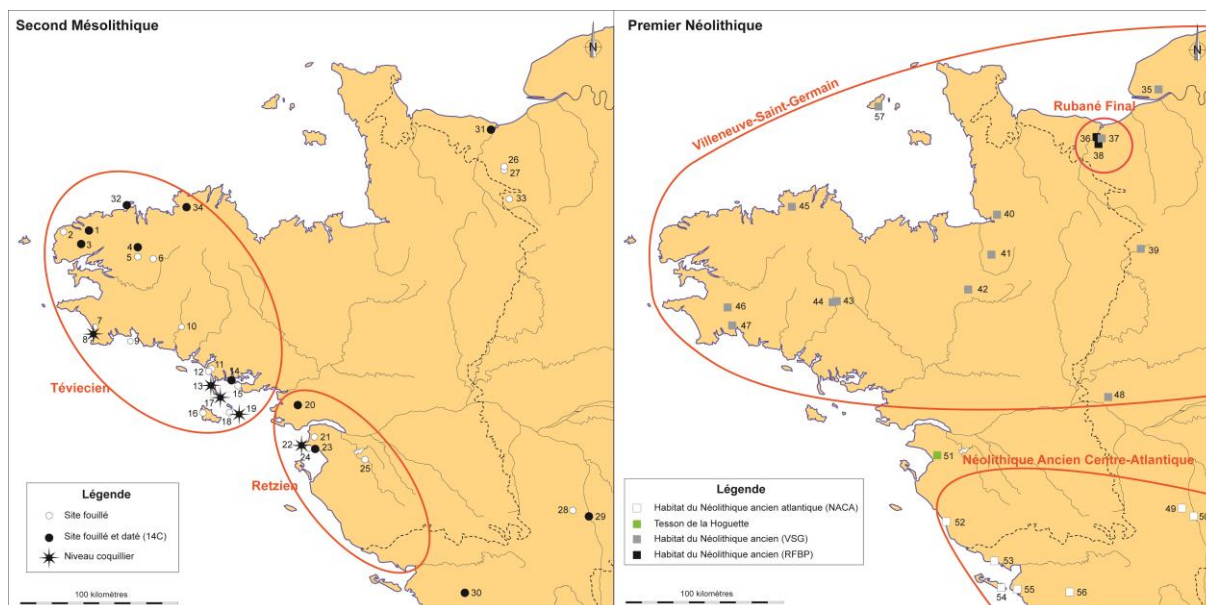 Second Mésolithique
N
31
26
27
33
32
34
2
1
3
4
5
6
7
8
9
10
11
12
14
13
15
17
16
18
19
Téviecien
20
21
22
23
24
25
Retzien
28
29
30
Légende
Site fouillé
Site fouillé et daté (14C)
Niveau coquillier
100 kilomètres
Premier Néolithique
N
Villeneuve-Saint-Germain
35
Rubané Final
57
36
37
38
45
40
41
39
42
44
43
46
47
48
51
Néolithique Ancien Centre-Atlantique
49
50
52
53
54
55
56
Légende
Habitat du Néolithique ancien atlantique (NACA)
Tesson de la Hoguette
Habitat du Néolithique ancien (VSG)
Habitat du Néolithique ancien (RFBP)
100 kilomètres